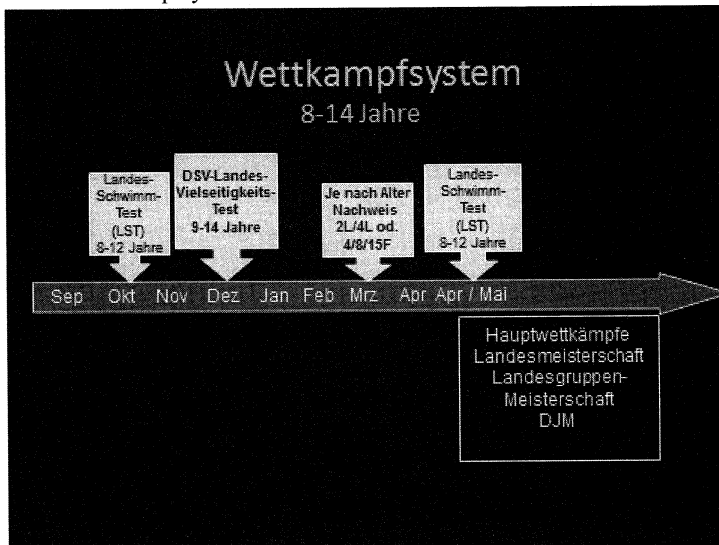 Wettkampfsystem
8-14 Jahre
Landes-
Schwimm-
Test
(LST)
8-12 Jahre
DSV-Landes-
Vielseitigkeits-
Test
9-14 Jahre
Je nach Alter
Nachweis
2L/4L od.
4/8/15F
Landes-
Schwimm-
Test
(LST)
8-12 Jahre
Sep Okt Nov Dez Jan Feb Mrz Apr Apr / Mai
Hauptwettkämpfe
Landesmeisterschaft
Landesgruppen-
Meisterschaft
DJM